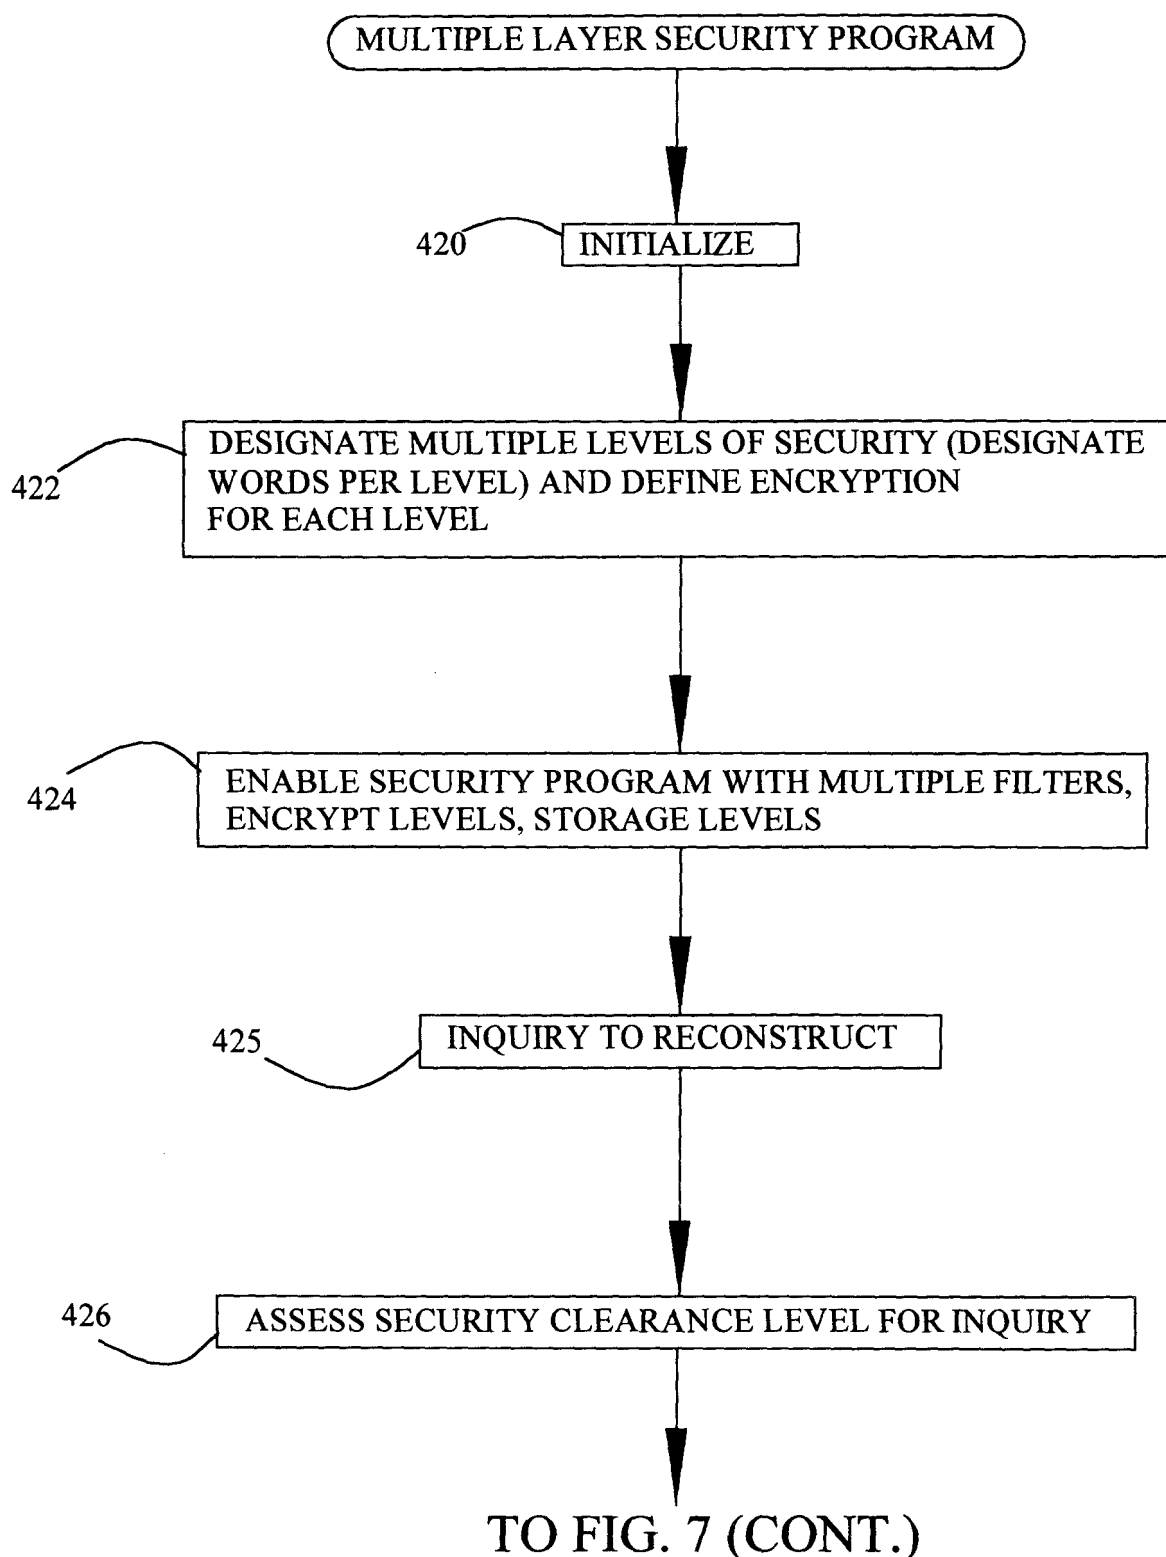 MULTIPLE LAYER SECURITY PROGRAM
420
INITIALIZE
422
DESIGNATE MULTIPLE LEVELS OF SECURITY (DESIGNATE
WORDS PER LEVEL) AND DEFINE ENCRYPTION
FOR EACH LEVEL
424
ENABLE SECURITY PROGRAM WITH MULTIPLE FILTERS,
ENCRYPT LEVELS, STORAGE LEVELS
425
INQUIRY TO RECONSTRUCT
426
ASSESS SECURITY CLEARANCE LEVEL FOR INQUIRY
TO FIG. 7 (CONT.)